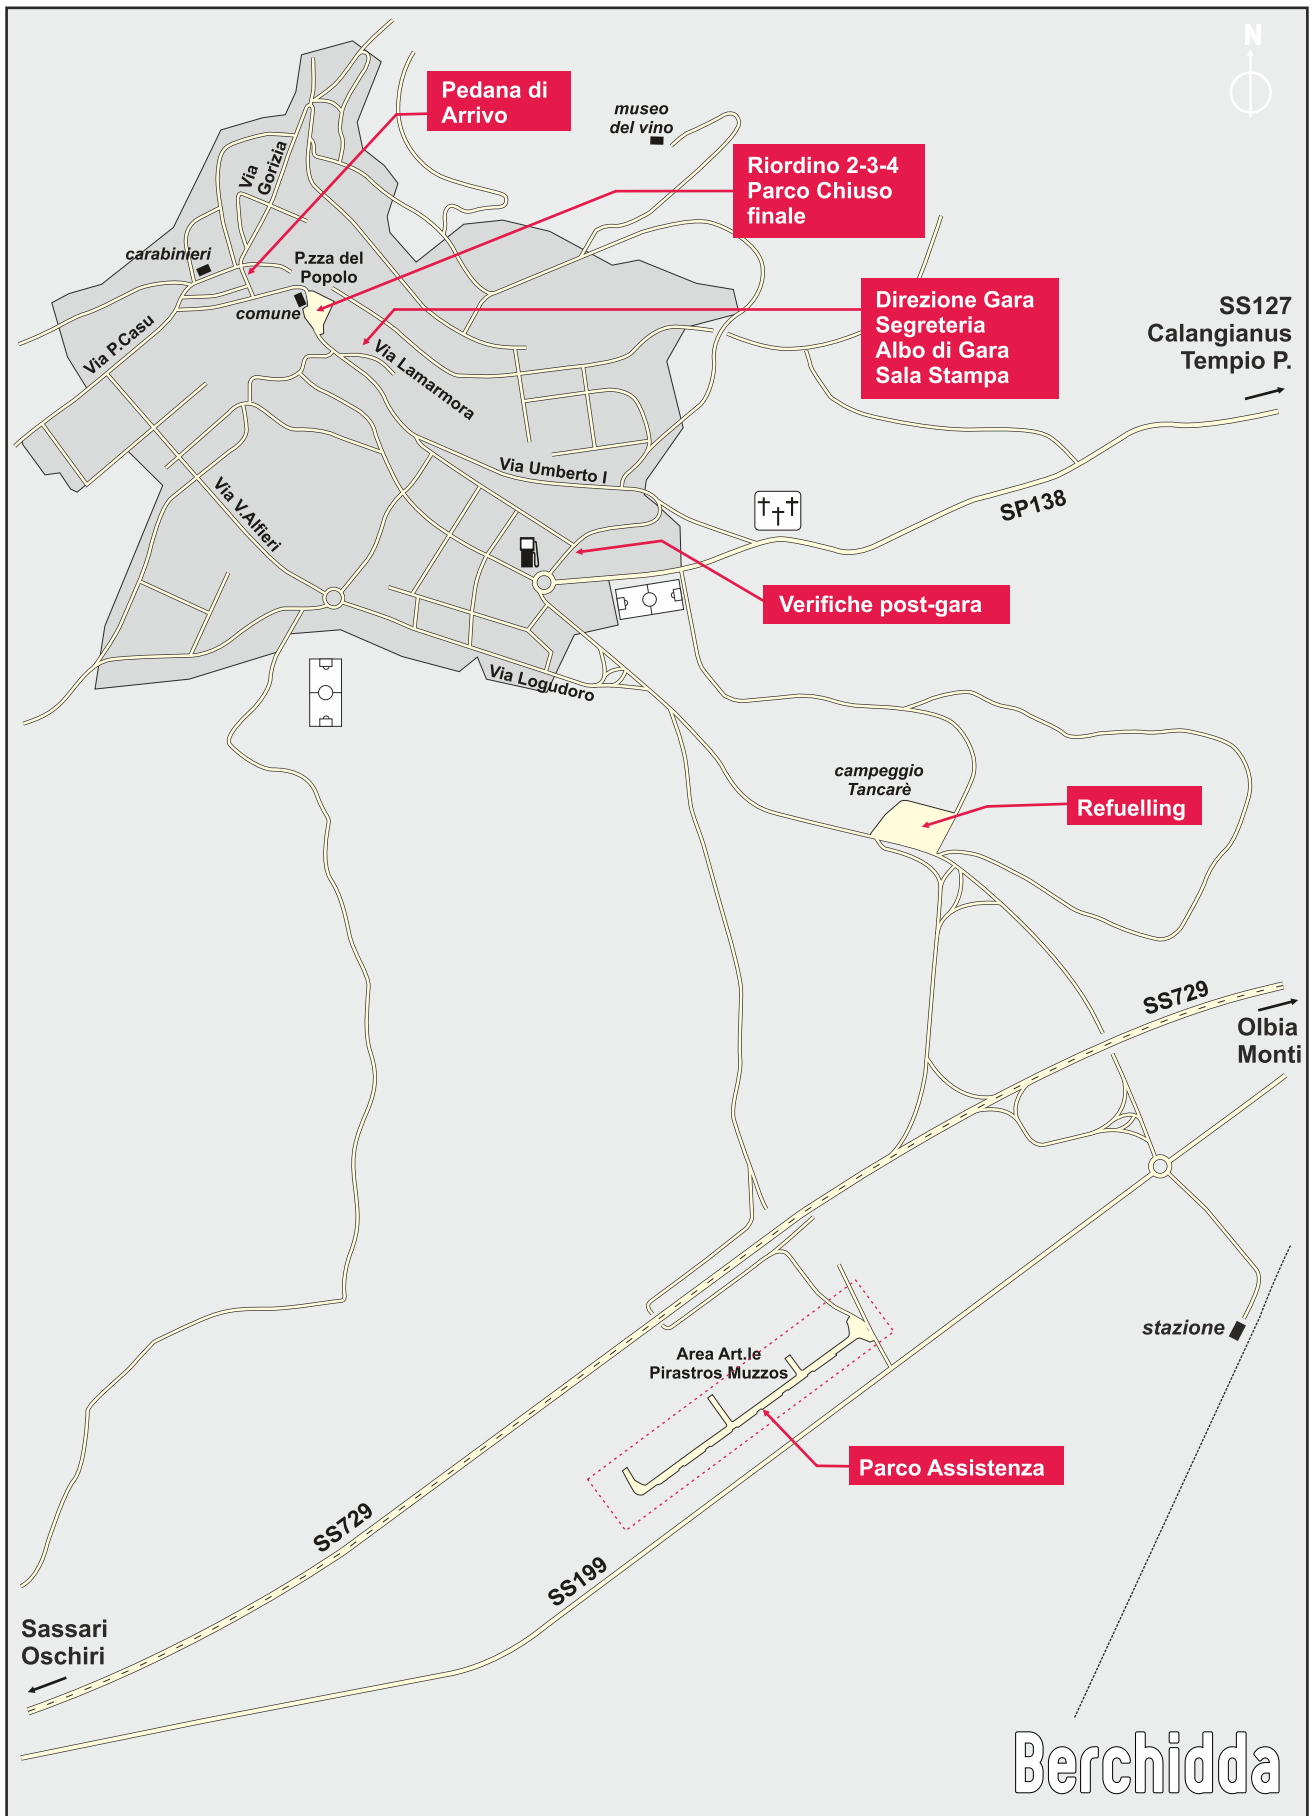 N
Pedana di
Arrivo
museo
del vino
Riordino 2-3-4
Parco Chiuso
finale
Via
Gorizia
carabinieri
P.zza del
Popolo
comune
Direzione Gara
Segreteria
Albo di Gara
Sala Stampa
SS127
Calangianus
Tempio P.
Via P.Casu
Via Lamarmora
Via Umberto I
Via V.Alfieri
SP138
Verifiche post-gara
Via Logudoro
campeggio
Tancarè
Refuelling
SS729
Olbia
Monti
stazione
Area Art.le
Pirastros Muzzos
Parco Assistenza
SS729
SS199
Sassari
Oschiri
Berchidda